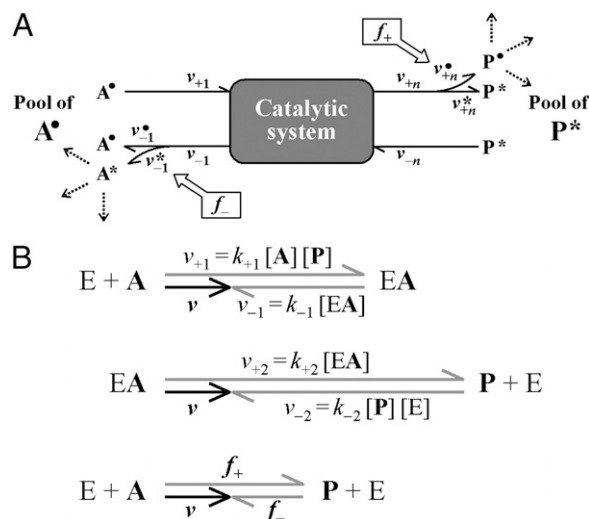 A
f₊
P•
A• v₊₁ v₊ₙ v•₊ₙ P*
v*₊ₙ
Pool of A•
Catalytic system
Pool of P*
A• v•₋₁ v₋₁ v₋ₙ P*
A* v*₋₁
f₋
B
v₊₁ = k₊₁ [A] [P]
E + A EA
v v₋₁ = k₋₁ [EA]
v₊₂ = k₊₂ [EA]
EA P + E
v v₋₂ = k₋₂ [P] [E]
f₊
E + A P + E
v f₋